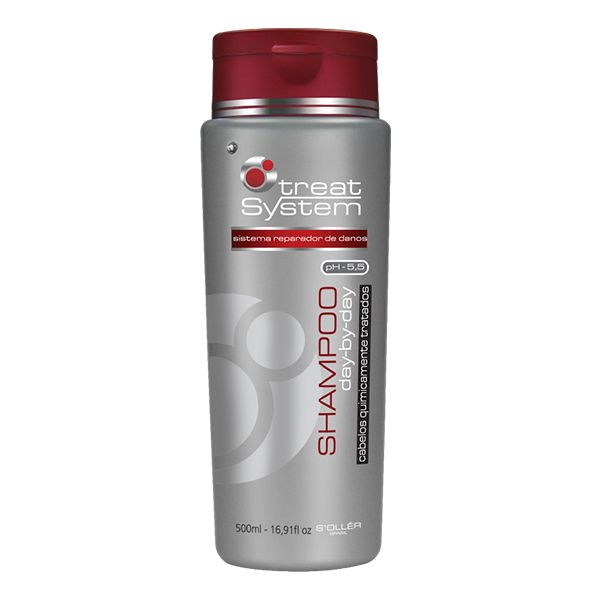 treat
System
sistema reparador de danos
pH - 5,5
SHAMPOO
day-by-day
cabelos quimicamente tratados
500ml - 16,91fl oz
S'OLLÉR
BRASIL